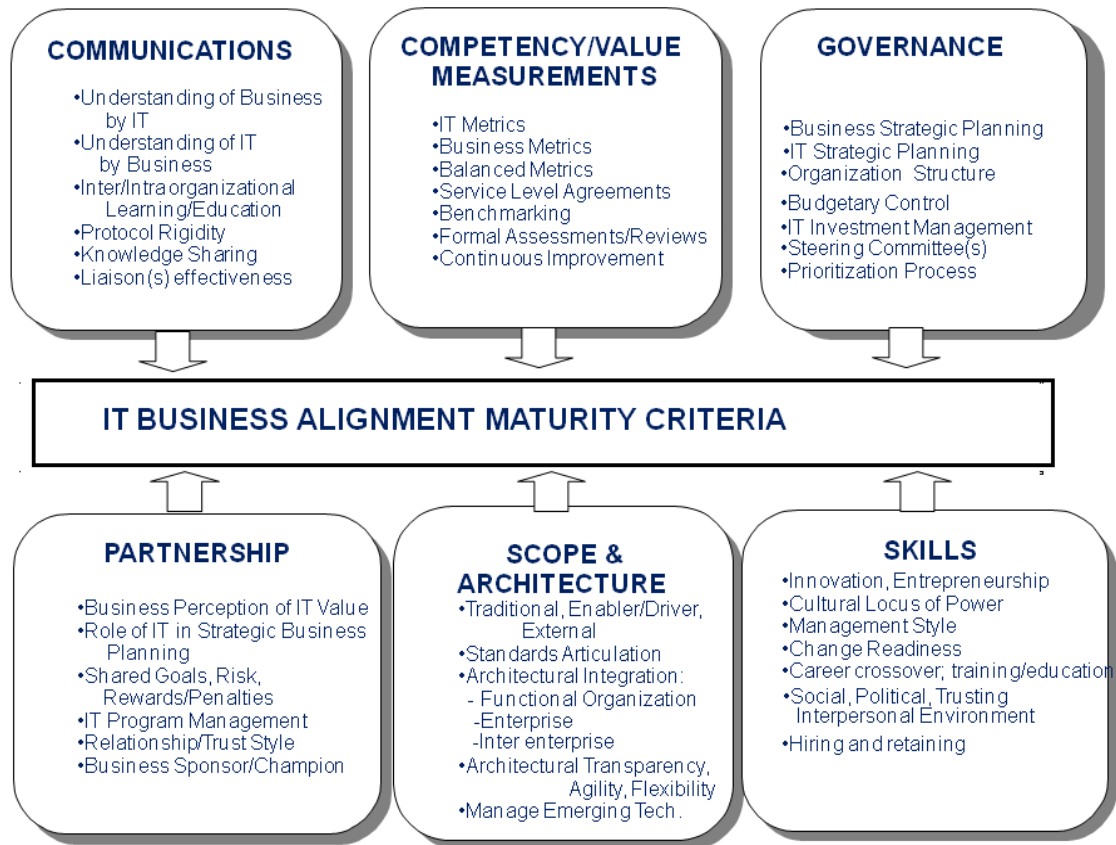 COMMUNICATIONS
•Understanding of Business
by IT
•Understanding of IT
by Business
•Inter/Intraorganizational
Learning/Education
•Protocol Rigidity
•Knowledge Sharing
•Liaison(s) effectiveness
COMPETENCY/VALUE
MEASUREMENTS
•IT Metrics
•Business Metrics
•Balanced Metrics
•Service Level Agreements
•Benchmarking
•Formal Assessments/Reviews
•Continuous Improvement
GOVERNANCE
•Business Strategic Planning
•IT Strategic Planning
•Organization Structure
•Budgetary Control
•IT Investment Management
•Steering Committee(s)
•Prioritization Process
IT BUSINESS ALIGNMENT MATURITY CRITERIA
PARTNERSHIP
•Business Perception of IT Value
•Role of IT in Strategic Business
Planning
•Shared Goals, Risk,
Rewards/Penalties
•IT Program Management
•Relationship/Trust Style
•Business Sponsor/Champion
SCOPE &
ARCHITECTURE
•Traditional, Enabler/Driver,
External
•Standards Articulation
•Architectural Integration:
- Functional Organization
-Enterprise
-Inter enterprise
•Architectural Transparency,
Agility, Flexibility
•Manage Emerging Tech.
SKILLS
•Innovation, Entrepreneurship
•Cultural Locus of Power
•Management Style
•Change Readiness
•Career crossover; training/education
•Social, Political, Trusting
Interpersonal Environment
•Hiring and retaining